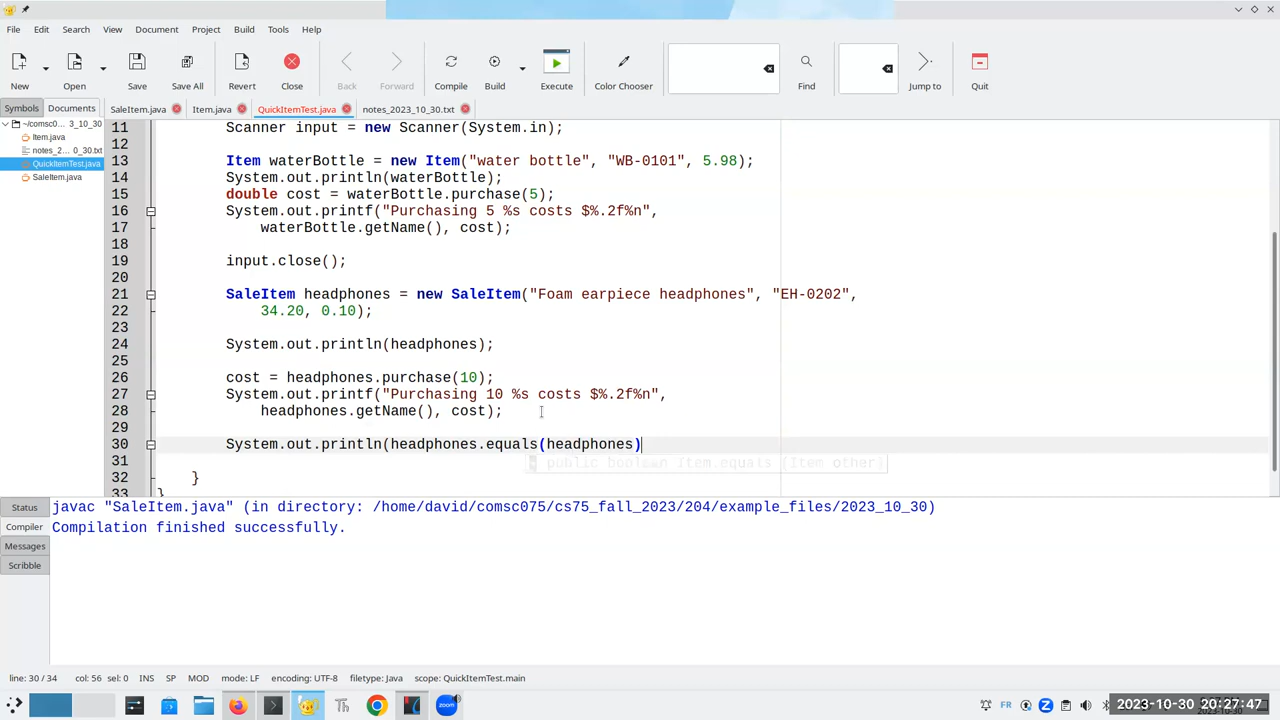 File Edit Search View Document Project Build Tools Help
New Open Save Save All Revert Close Back Forward Compile Build Execute Color Chooser Find Jump to Quit
Symbols Documents SaleItem.java Item.java QuickItemTest.java notes_2023_10_30.txt
~/comsc0… 3_10_30
Item.java
notes_2… 0_30.txt
QuickItemTest.java
SaleItem.java
11 Scanner input = new Scanner(System.in);
12
13 Item waterBottle = new Item("water bottle", "WB-0101", 5.98);
14 System.out.println(waterBottle);
15 double cost = waterBottle.purchase(5);
16 System.out.printf("Purchasing 5 %s costs $%.2f%n",
17 waterBottle.getName(), cost);
18
19 input.close();
20
21 SaleItem headphones = new SaleItem("Foam earpiece headphones", "EH-0202",
22 34.20, 0.10);
23
24 System.out.println(headphones);
25
26 cost = headphones.purchase(10);
27 System.out.printf("Purchasing 10 %s costs $%.2f%n",
28 headphones.getName(), cost);
29
30 System.out.println(headphones.equals(headphones)
public boolean Item.equals (Item other)
31
32 }
33 }
Status
Compiler
Messages
Scribble
javac "SaleItem.java" (in directory: /home/david/comsc075/cs75_fall_2023/204/example_files/2023_10_30)
Compilation finished successfully.
line: 30 / 34 col: 56 sel: 0 INS SP MOD mode: LF encoding: UTF-8 filetype: Java scope: QuickItemTest.main
zoom FR 2023-10-30 20:27:47